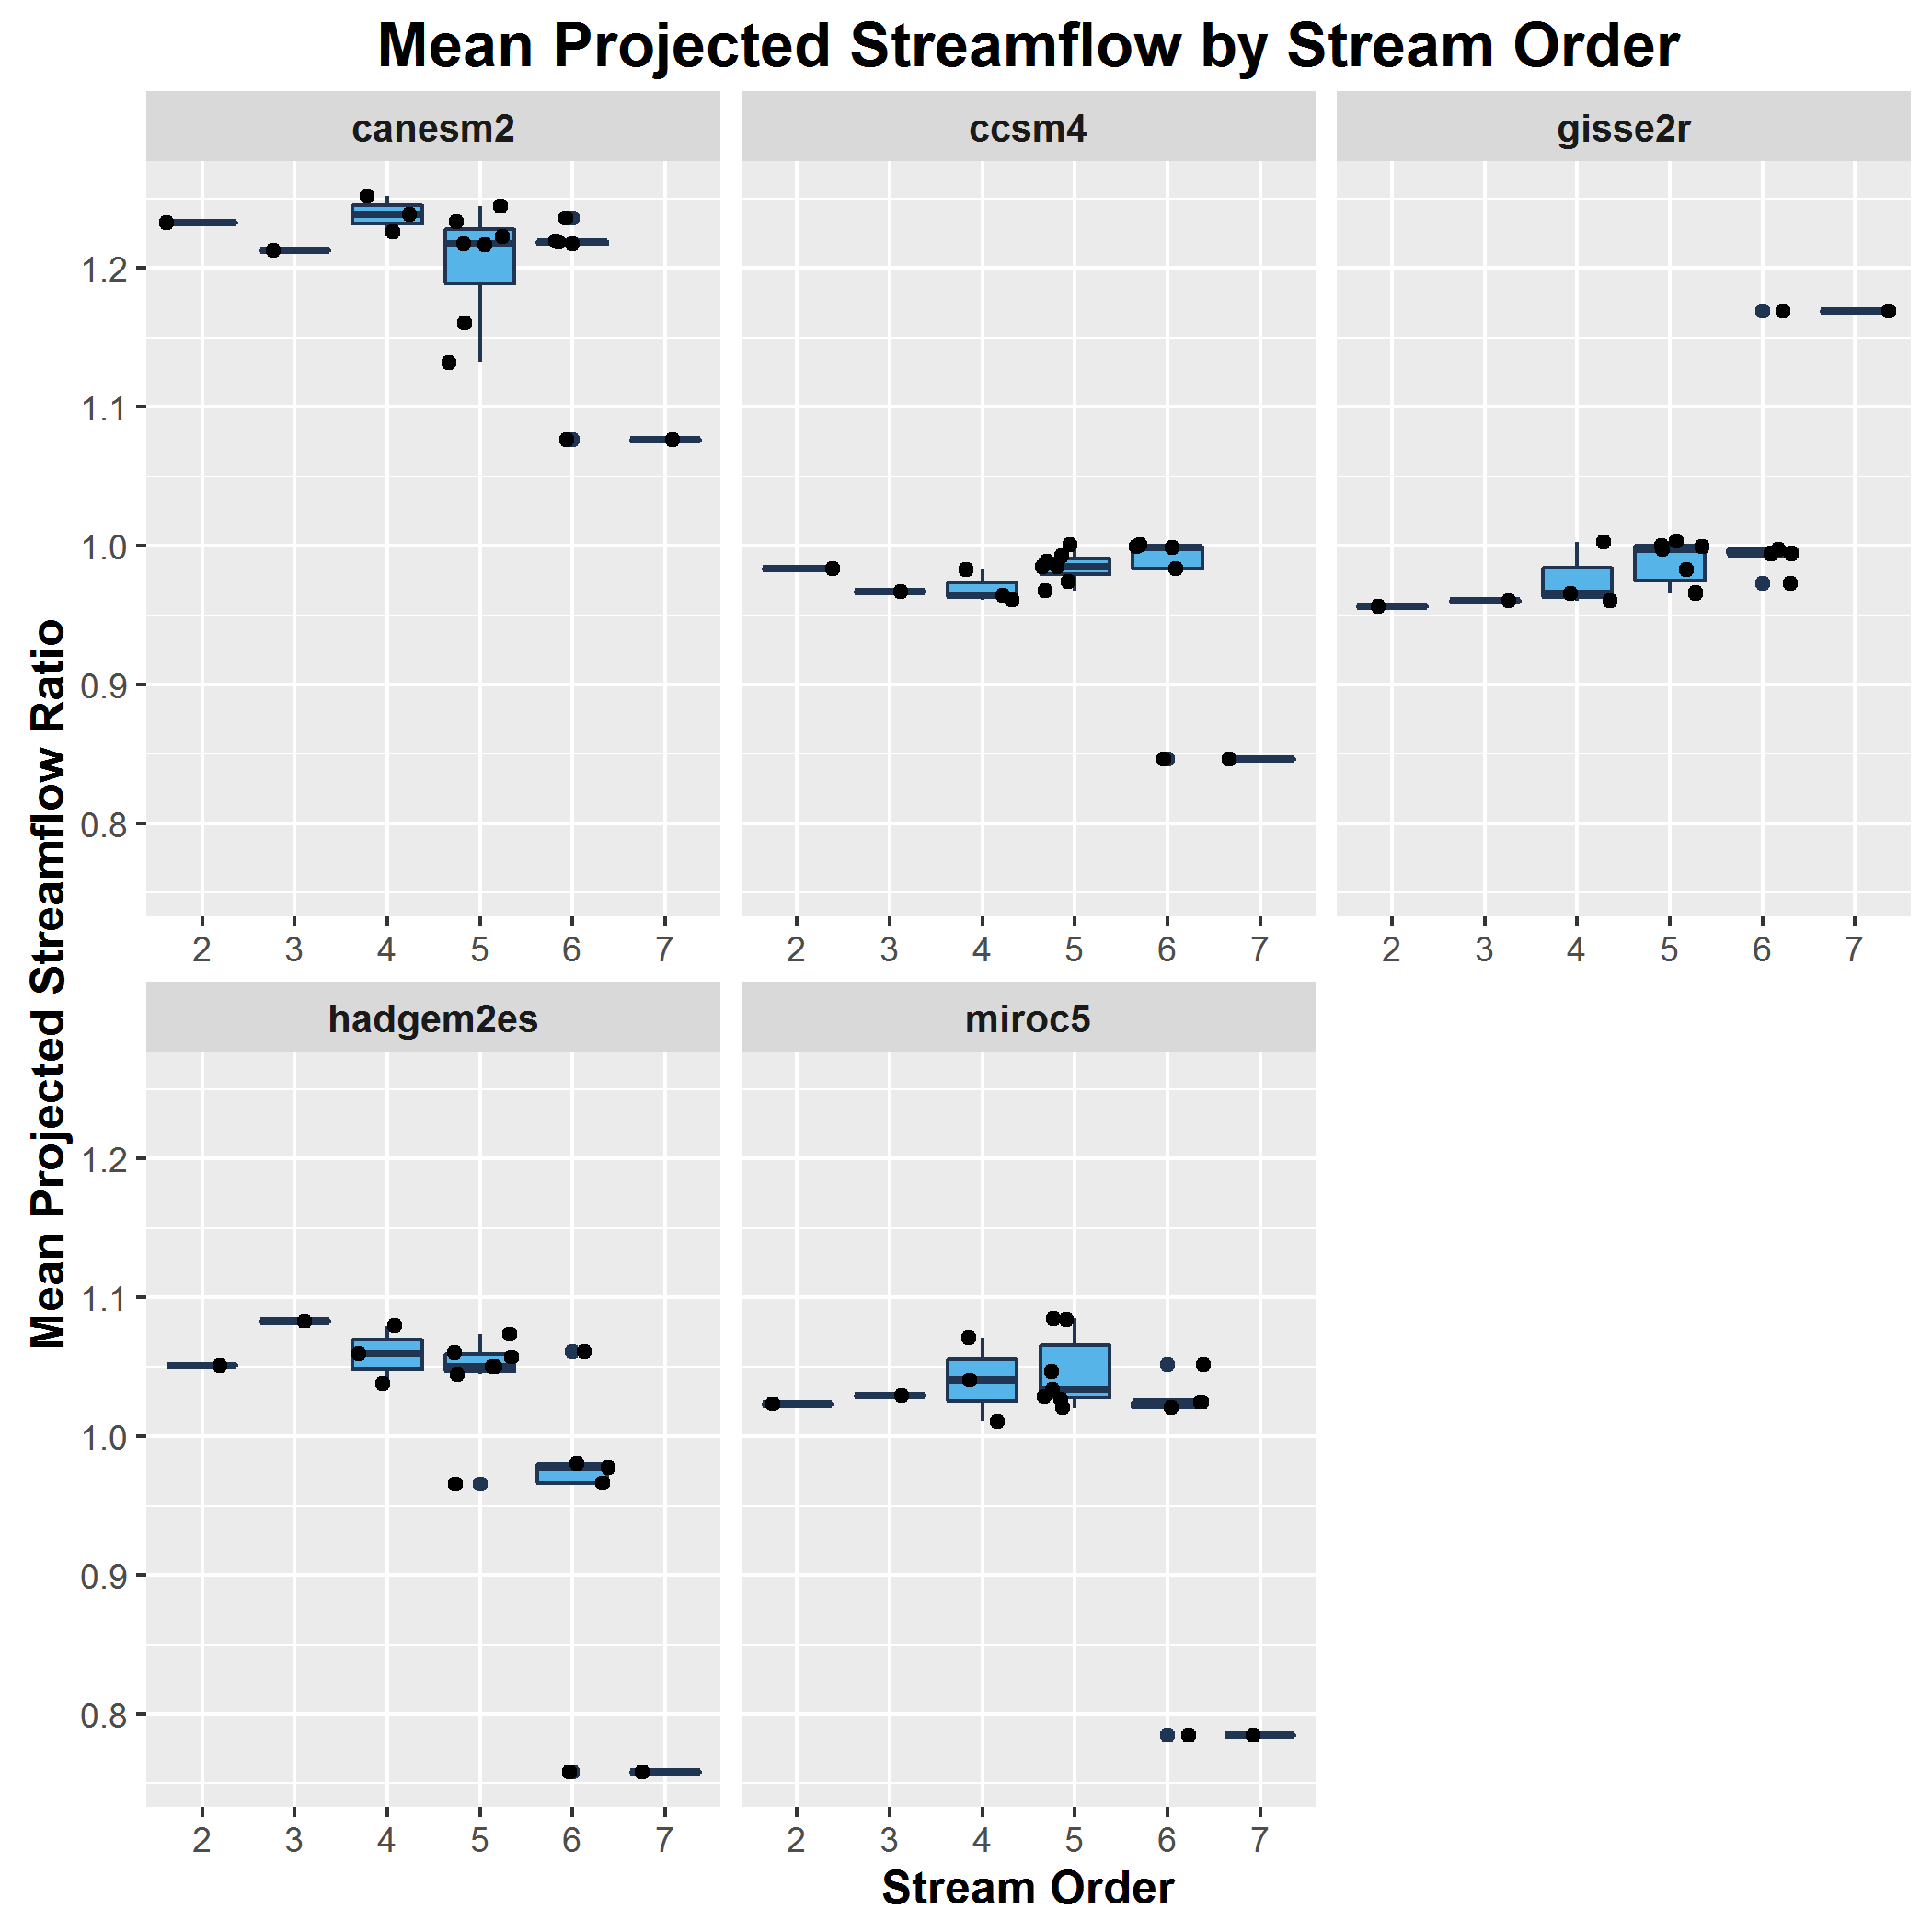 Mean Projected Streamflow by Stream Order
canesm2 ccsm4 gisse2r
1.2
1.1
1.0
0.9
0.8
2 3 4 5 6 7 2 3 4 5 6 7 2 3 4 5 6 7
Mean Projected Streamflow Ratio
hadgem2es miroc5
1.2
1.1
1.0
0.9
0.8
2 3 4 5 6 7 2 3 4 5 6 7
Stream Order